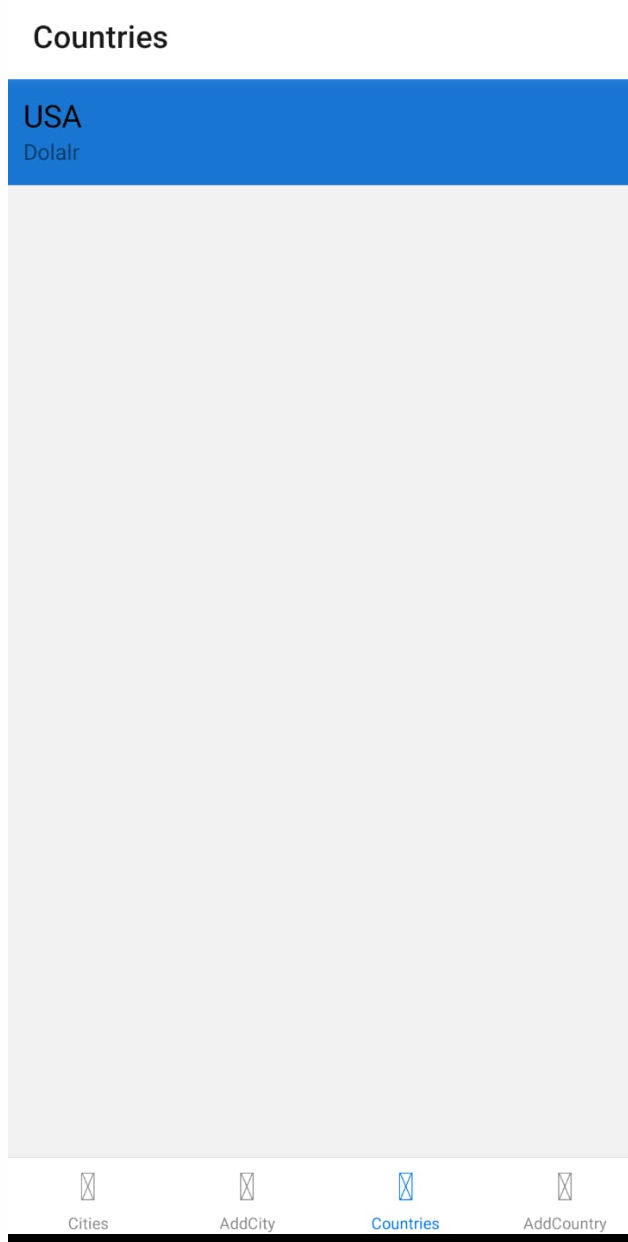 Countries
USA
Dolalr
Cities AddCity Countries AddCountry